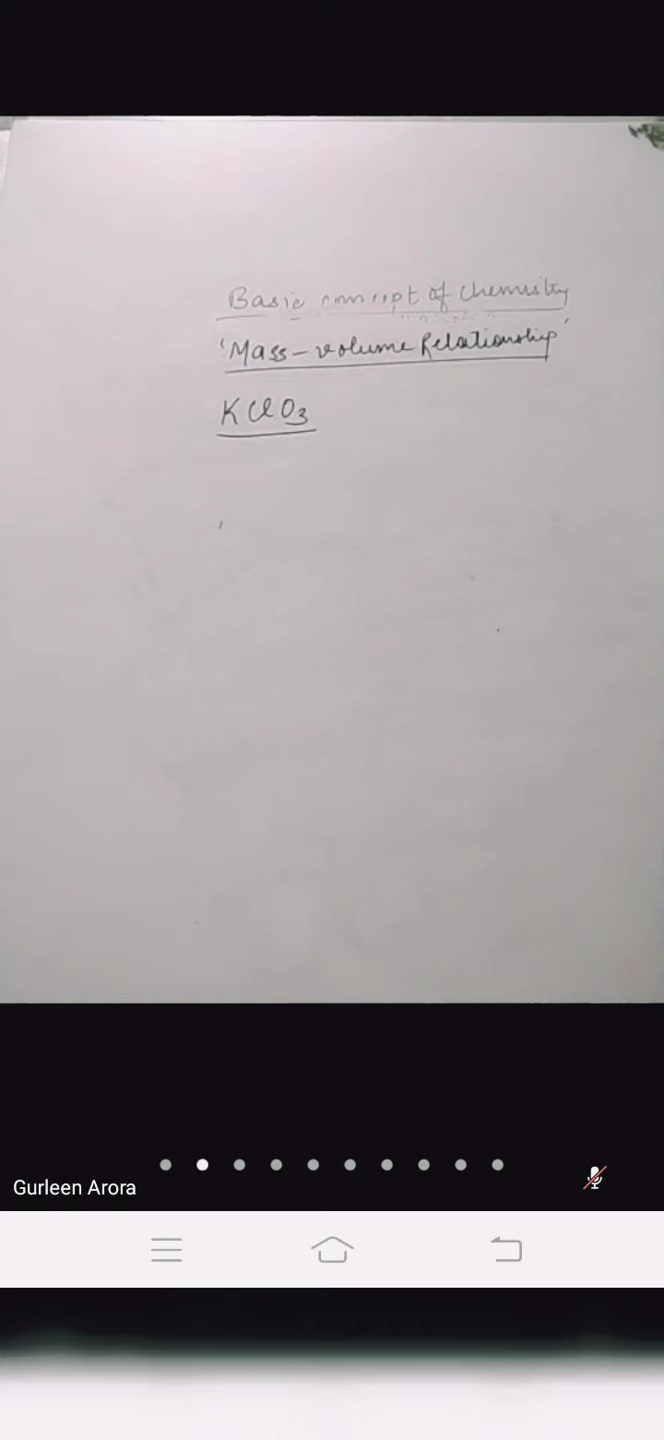 Basic concept of Chemistry
'Mass-volume Relationship'
KClO3
Gurleen Arora